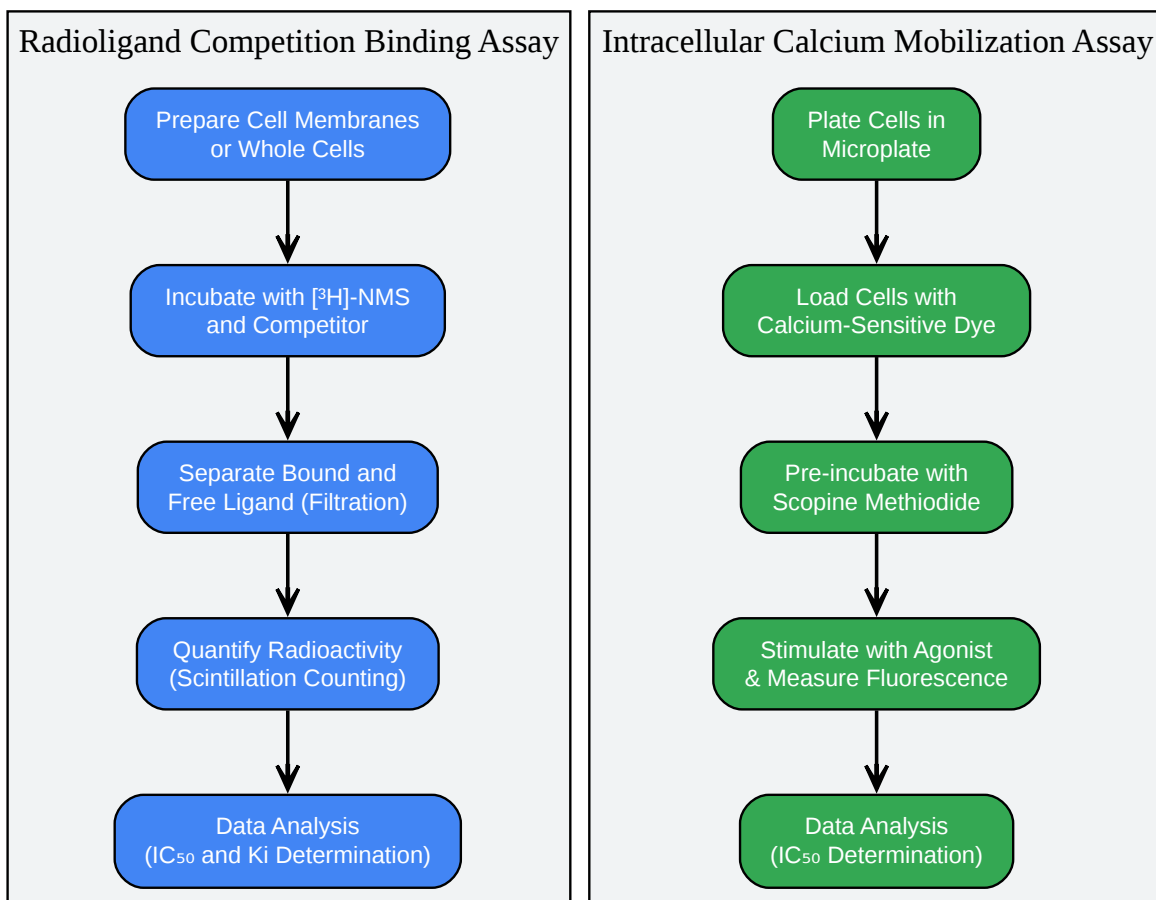 Radioligand Competition Binding Assay
Prepare Cell Membranes
or Whole Cells
Incubate with [³H]-NMS
and Competitor
Separate Bound and
Free Ligand (Filtration)
Quantify Radioactivity
(Scintillation Counting)
Data Analysis
(IC₅₀ and Ki Determination)
Intracellular Calcium Mobilization Assay
Plate Cells in
Microplate
Load Cells with
Calcium-Sensitive Dye
Pre-incubate with
Scopine Methiodide
Stimulate with Agonist
& Measure Fluorescence
Data Analysis
(IC₅₀ Determination)